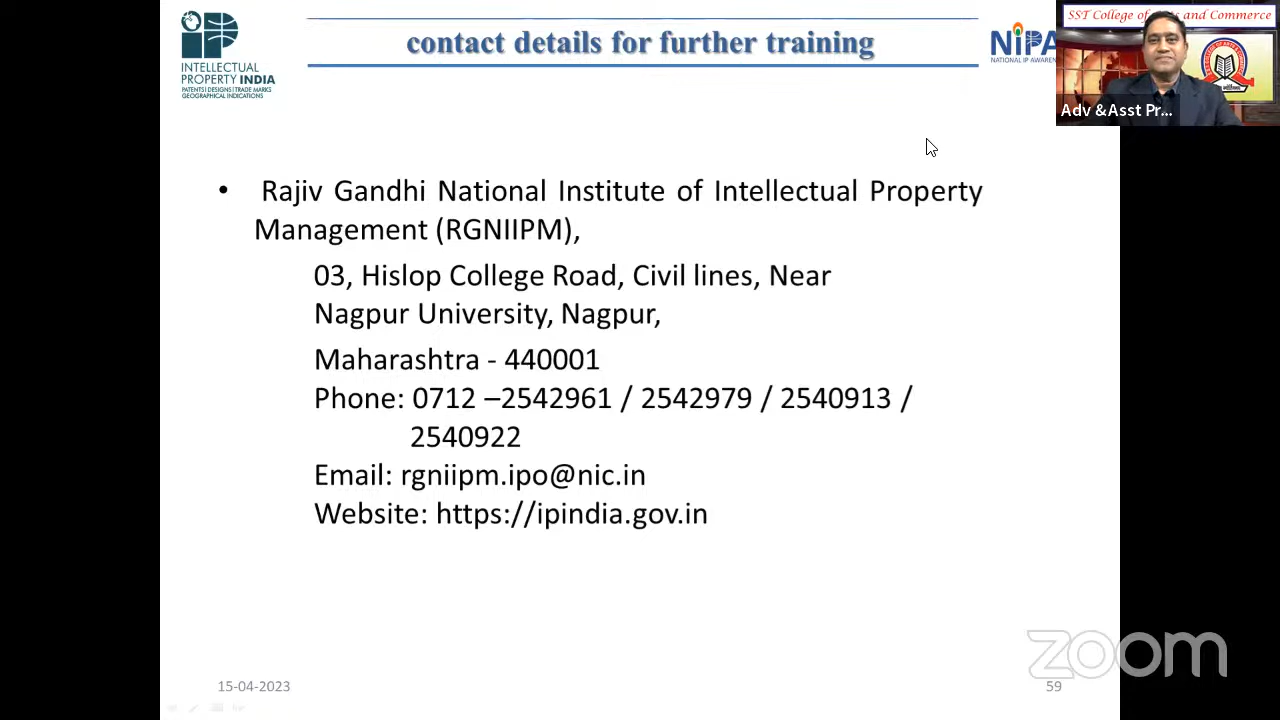 INTELLECTUAL
PROPERTY INDIA
PATENTS | DESIGNS | TRADE MARKS
GEOGRAPHICAL INDICATIONS
contact details for further training
NiPA
NATIONAL IP AWAREN
SST College of and Commerce
Adv & Asst Pr...
• Rajiv Gandhi National Institute of Intellectual Property
Management (RGNIIPM),
03, Hislop College Road, Civil lines, Near
Nagpur University, Nagpur,
Maharashtra - 440001
Phone: 0712 –2542961 / 2542979 / 2540913 /
2540922
Email: rgniipm.ipo@nic.in
Website: https://ipindia.gov.in
zoom
15-04-2023
59